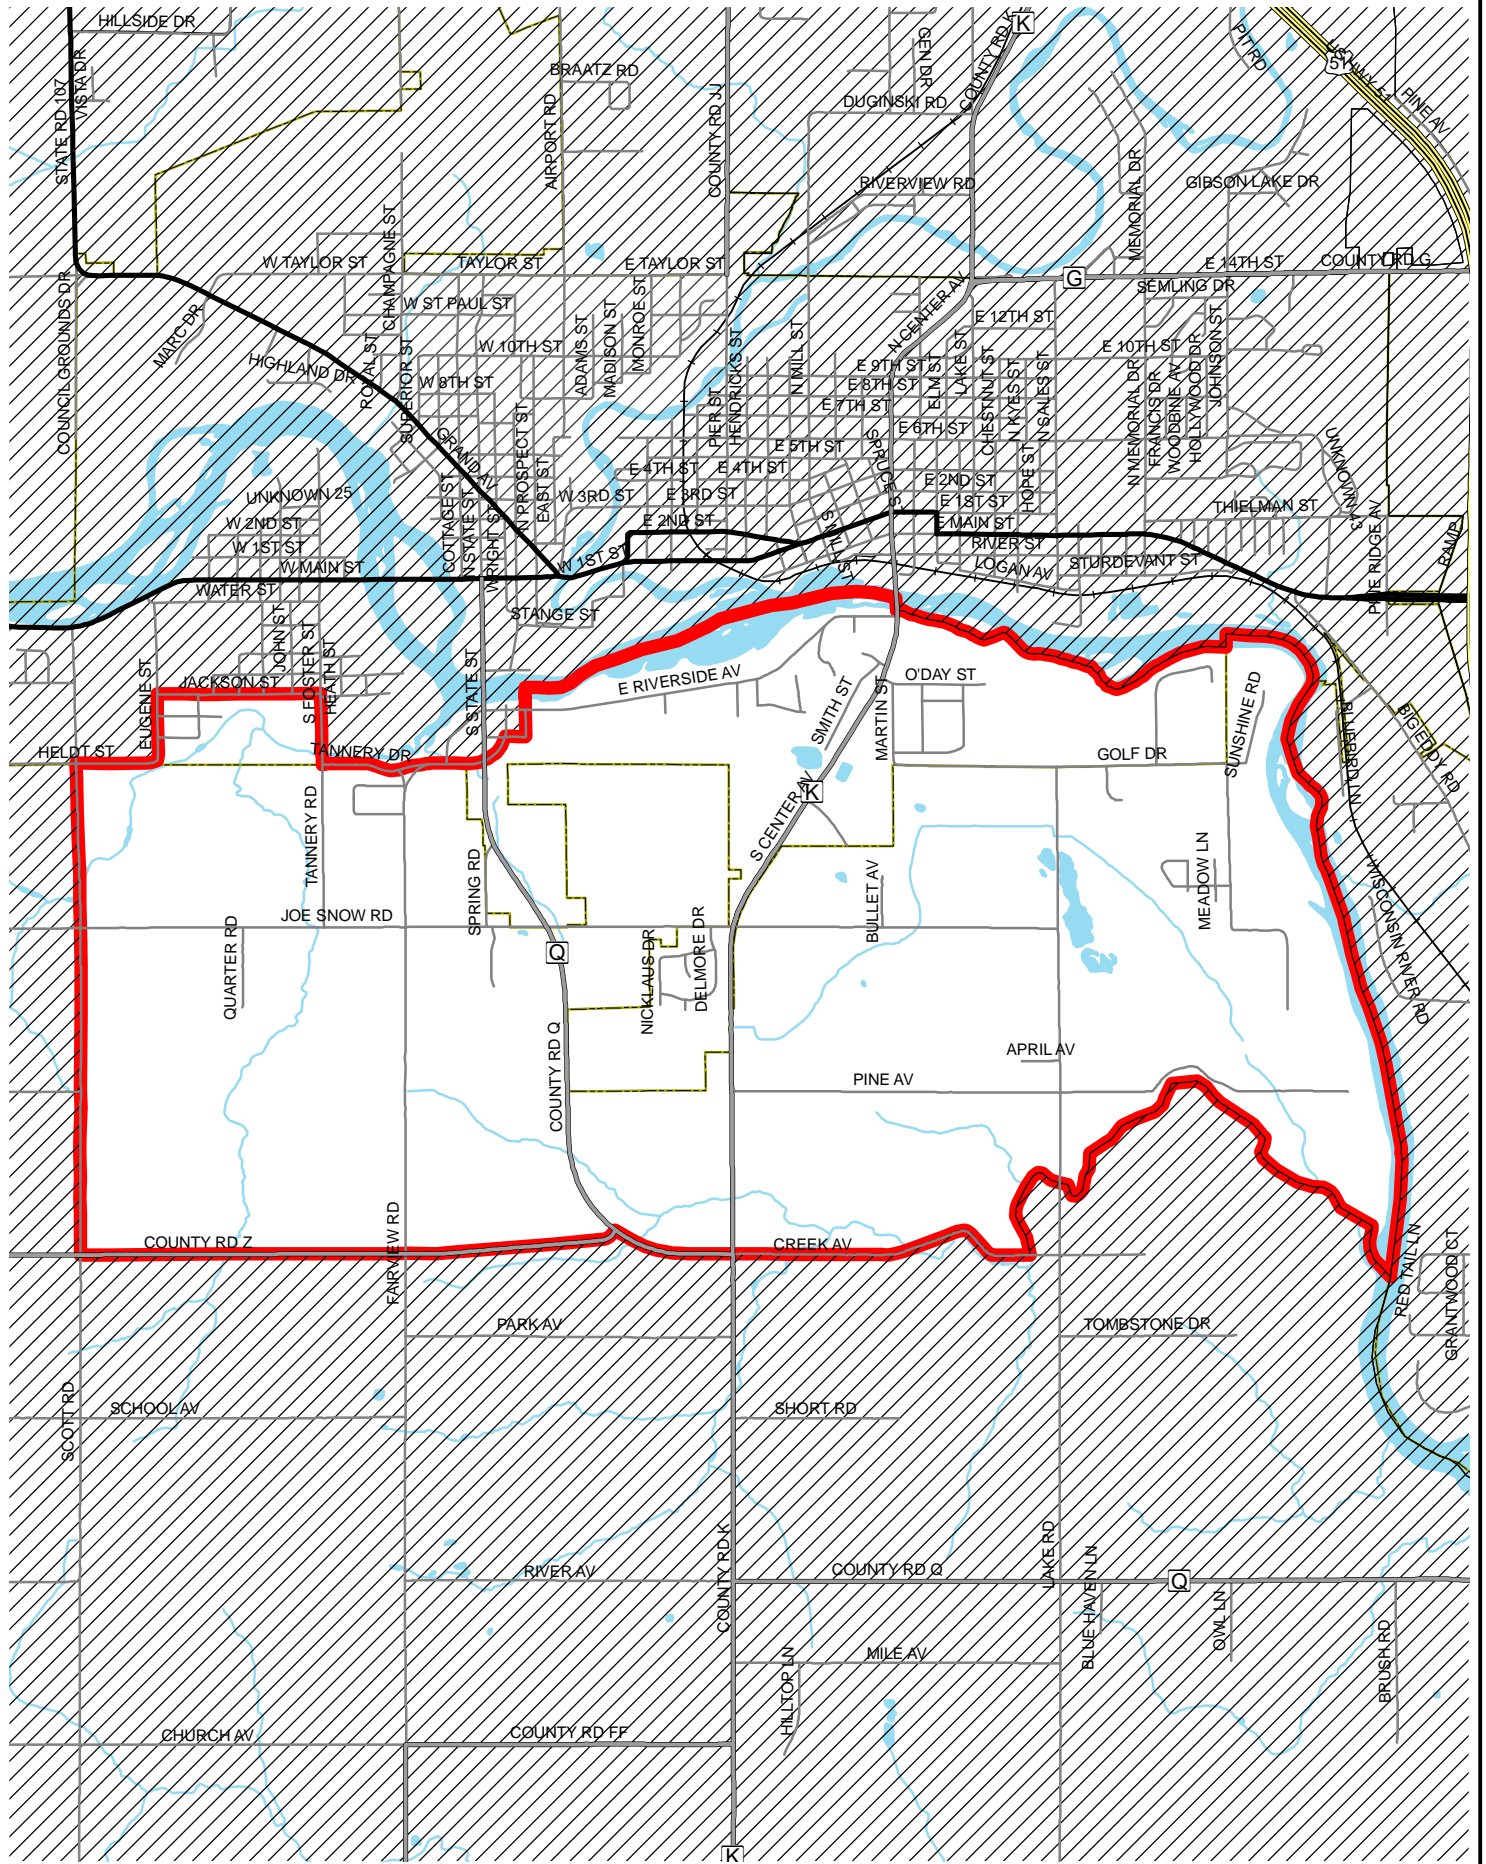 HILLSIDE DR
VISTA DR
STATE RD 107
BRAATZ RD
AIRPORT RD
COUNTY RD JJ
GEN DR
COUNTY RD K
K
DUGINSKI RD
PIT RD
US HWY 51
51
PINE AV
RIVERVIEW RD
MEMORIAL DR
GIBSON LAKE DR
COUNCIL GROUNDS DR
W TAYLOR ST
CHAMPAGNE ST
TAYLOR ST
E TAYLOR ST
G
E 14TH ST
COUNTY RD G
SEMLING DR
MARC DR
W ST PAUL ST
ADAMS ST
MADISON ST
MONROE ST
N CENTER AV
E 12TH ST
HIGHLAND DR
ROYAL ST
SUPERIOR ST
W 10TH ST
W 8TH ST
PIER ST
HENDRICKS ST
N MILL ST
E 9TH ST
E 8TH ST
E 7TH ST
E 6TH ST
ELM ST
LAKE ST
CHESTNUT ST
N KYES ST
N SALES ST
E 10TH ST
N MEMORIAL DR
FRANCIS DR
WOODBINE AV
HOLLYWOOD DR
JOHNSON ST
GRAND AV
N PROSPECT ST
EAST ST
E 5TH ST
E 4TH ST
E 4TH ST
SPRUCE S
HOPE ST
UNKNOWN 43
UNKNOWN 25
COTTAGE ST
N STATE ST
WRIGHT ST
W 3RD ST
E 3RD ST
E 2ND ST
E 2ND ST
E 1ST ST
E MAIN ST
RIVER ST
LOGAN AV
STURDEVANT ST
THIELMAN ST
PINE RIDGE AV
RAMP
W 2ND ST
W 1ST ST
W MAIN ST
WATER ST
W 1ST ST
S MILL ST
STANGE ST
JOHN ST
S FOSTER ST
HEATH ST
EUGENE ST
JACKSON ST
S STATE ST
E RIVERSIDE AV
SMITH ST
MARTIN ST
O'DAY ST
SUNSHINE RD
BLUEBIRD LN
BIG EDDY RD
HELDT ST
TANNERY DR
GOLF DR
TANNERY RD
K
S CENTER AV
SPRING RD
JOE SNOW RD
QUARTER RD
Q
NICKLAUS DR
DELMORE DR
BULLET AV
MEADOW LN
WISCONSIN RIVER RD
COUNTY RD Q
APRIL AV
PINE AV
COUNTY RD Z
FAIRVIEW RD
CREEK AV
RED TAIL LN
GRANTWOOD CT
PARK AV
TOMBSTONE DR
SCOTT RD
SCHOOL AV
SHORT RD
COUNTY RD K
RIVER AV
COUNTY RD Q
LAKE RD
BLUE HAVEN LN
Q
OWL LN
BRUSH RD
MILE AV
HILLTOP LN
CHURCH AV
COUNTY RD FF
K